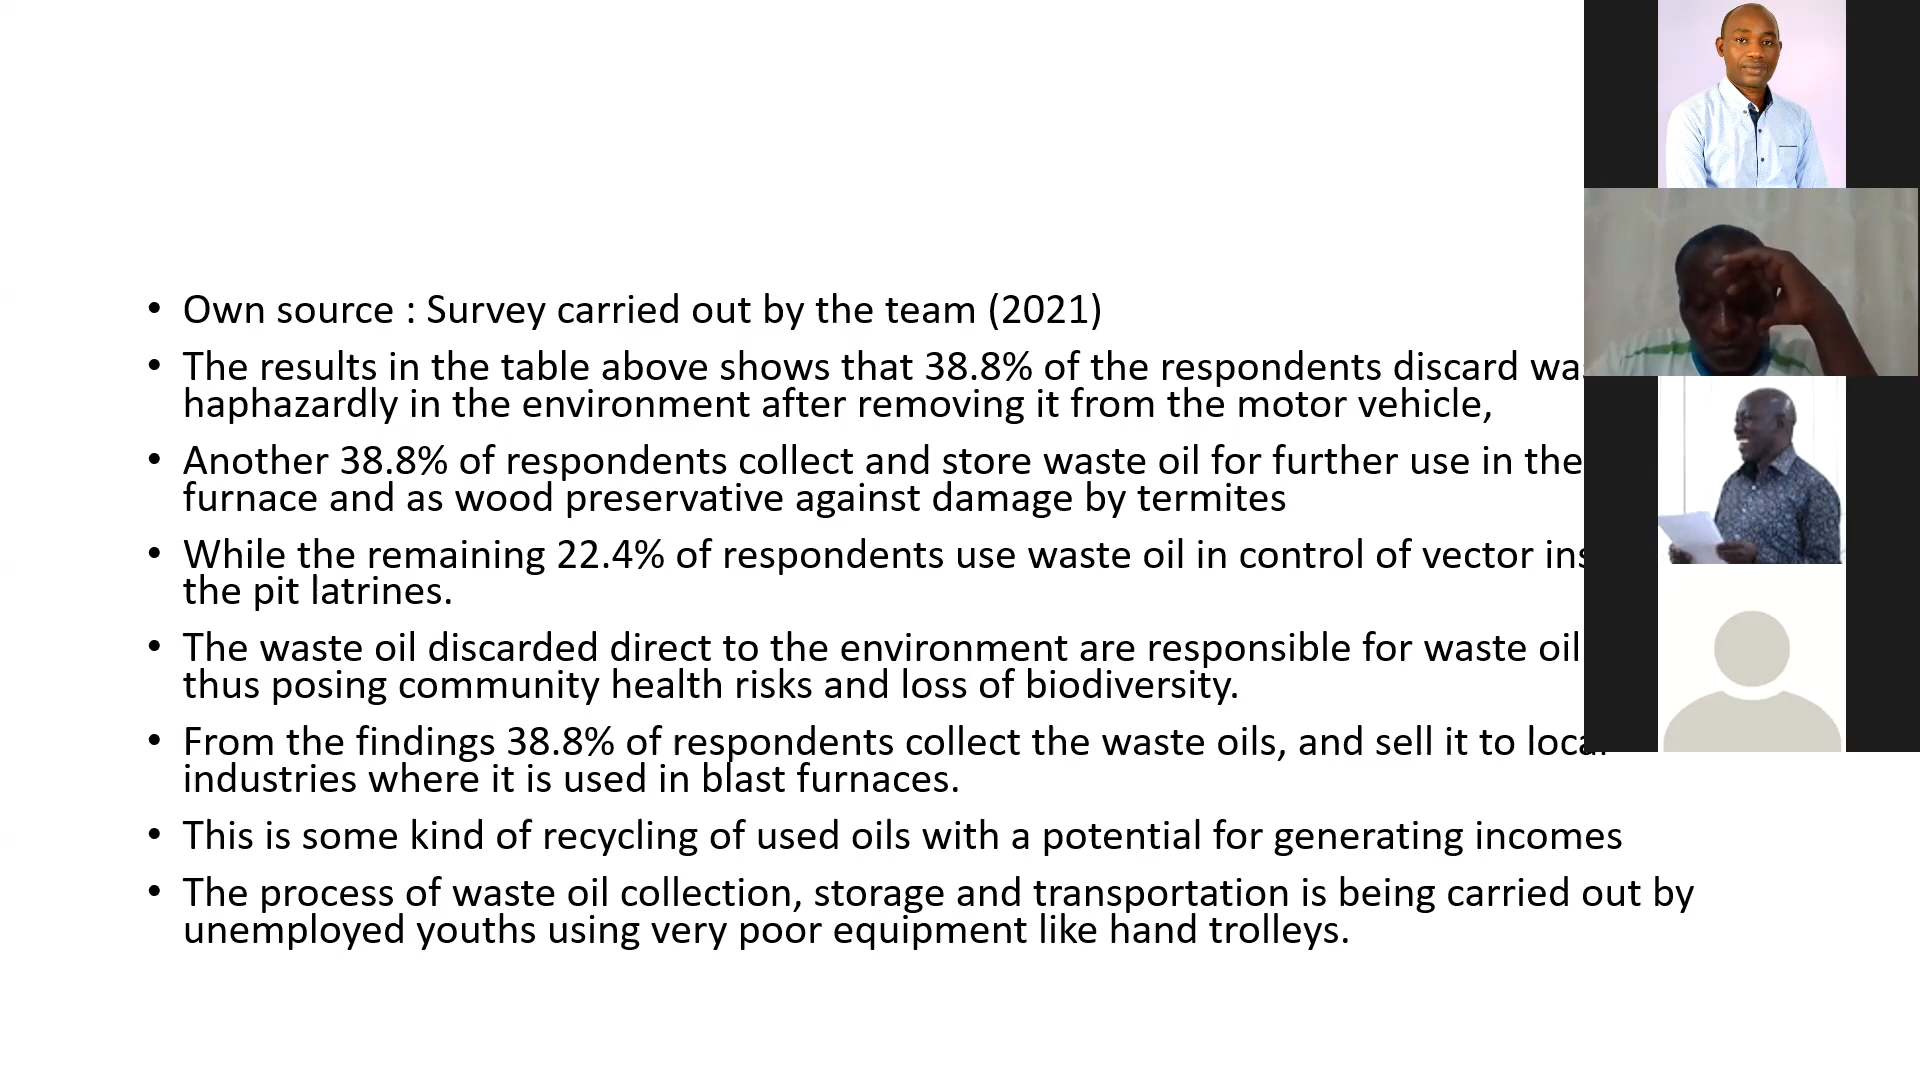 • Own source : Survey carried out by the team (2021)
• The results in the table above shows that 38.8% of the respondents discard
haphazardly in the environment after removing it from the motor vehicle,
• Another 38.8% of respondents collect and store waste oil for further use in the
furnace and as wood preservative against damage by termites
• While the remaining 22.4% of respondents use waste oil in control of vector
the pit latrines.
• The waste oil discarded direct to the environment are responsible for waste oil
thus posing community health risks and loss of biodiversity.
• From the findings 38.8% of respondents collect the waste oils, and sell it to local
industries where it is used in blast furnaces.
• This is some kind of recycling of used oils with a potential for generating incomes
• The process of waste oil collection, storage and transportation is being carried out by
unemployed youths using very poor equipment like hand trolleys.